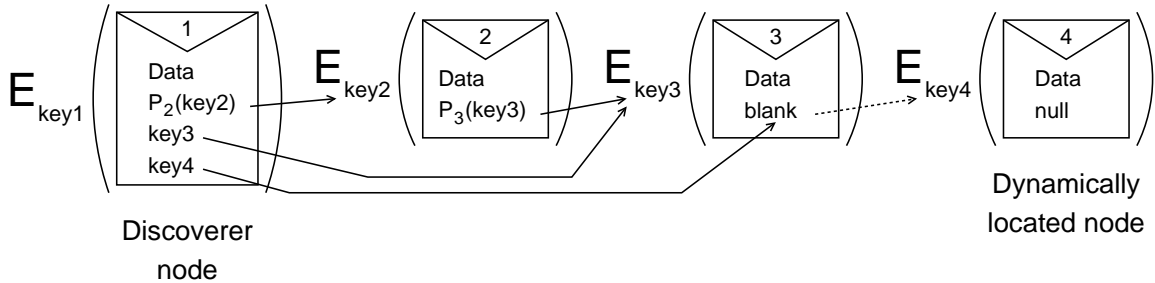 E key1
1
Data
P2(key2)
key3
key4
Discoverer
node
E key2
2
Data
P3(key3)
E key3
3
Data
blank
E key4
4
Data
null
Dynamically
located node